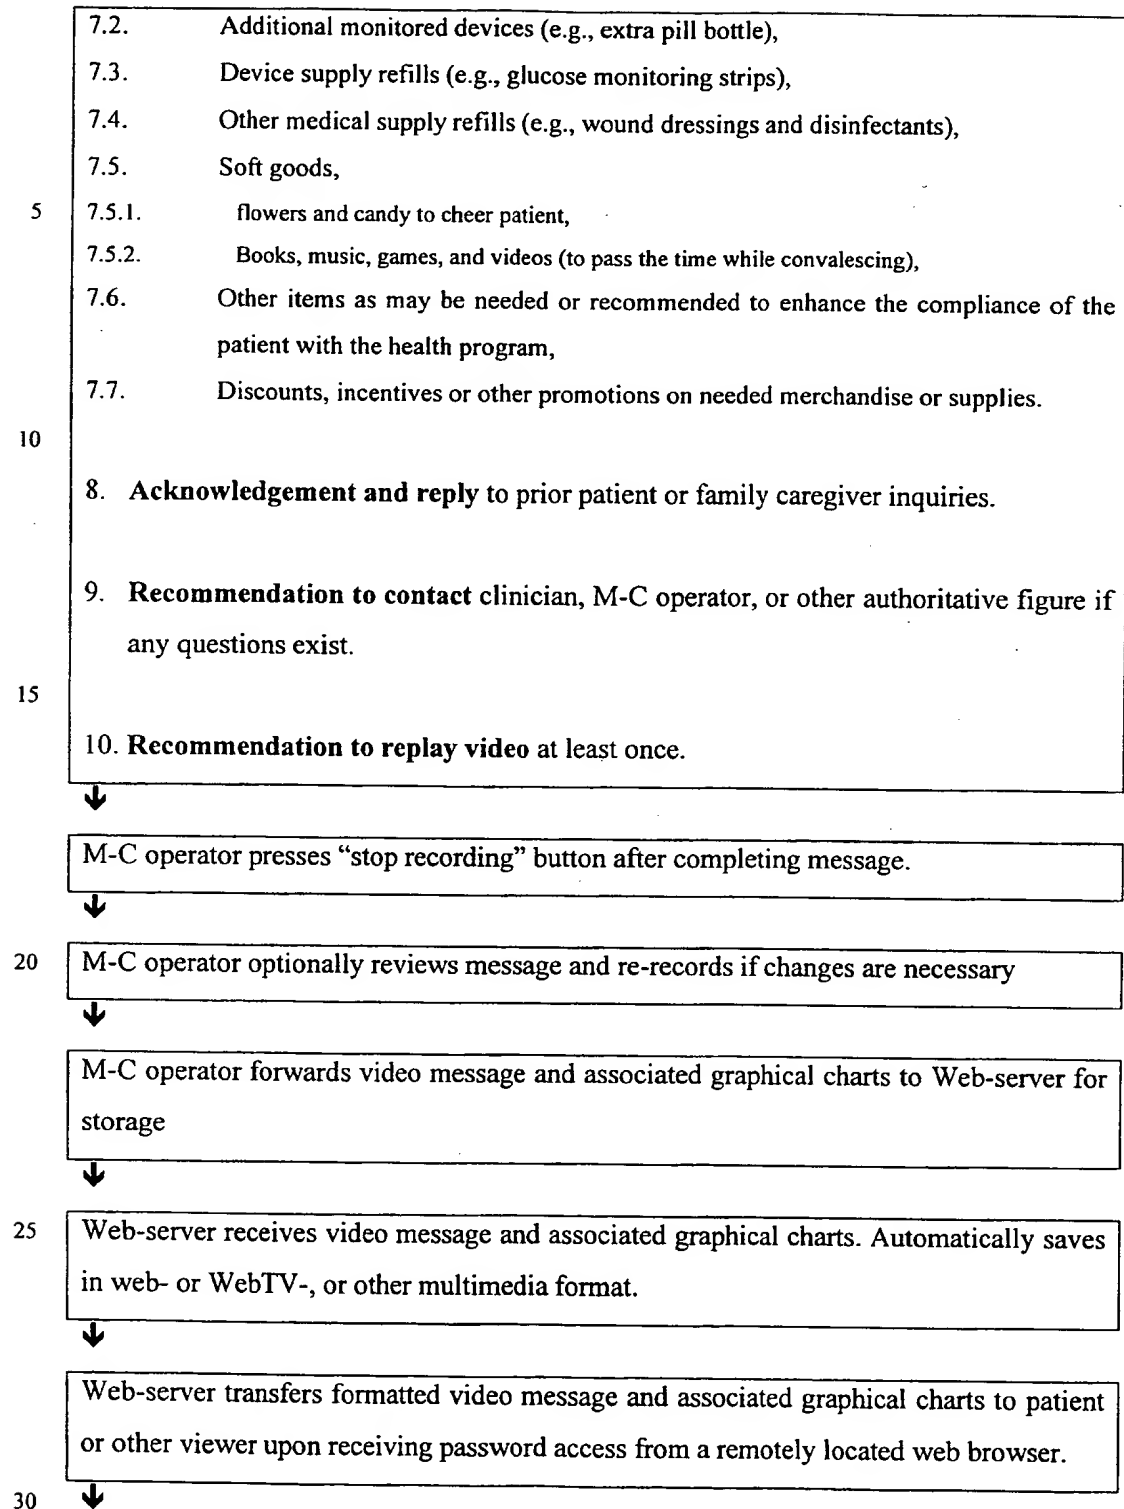 7.2. Additional monitored devices (e.g., extra pill bottle),
7.3. Device supply refills (e.g., glucose monitoring strips),
7.4. Other medical supply refills (e.g., wound dressings and disinfectants),
7.5. Soft goods,
5 7.5.1. flowers and candy to cheer patient,
7.5.2. Books, music, games, and videos (to pass the time while convalescing),
7.6. Other items as may be needed or recommended to enhance the compliance of the
patient with the health program,
7.7. Discounts, incentives or other promotions on needed merchandise or supplies.
10
8. Acknowledgement and reply to prior patient or family caregiver inquiries.
9. Recommendation to contact clinician, M-C operator, or other authoritative figure if
any questions exist.
15
10. Recommendation to replay video at least once.
M-C operator presses “stop recording” button after completing message.
20 M-C operator optionally reviews message and re-records if changes are necessary
M-C operator forwards video message and associated graphical charts to Web-server for
storage
25 Web-server receives video message and associated graphical charts. Automatically saves
in web- or WebTV-, or other multimedia format.
Web-server transfers formatted video message and associated graphical charts to patient
or other viewer upon receiving password access from a remotely located web browser.
30